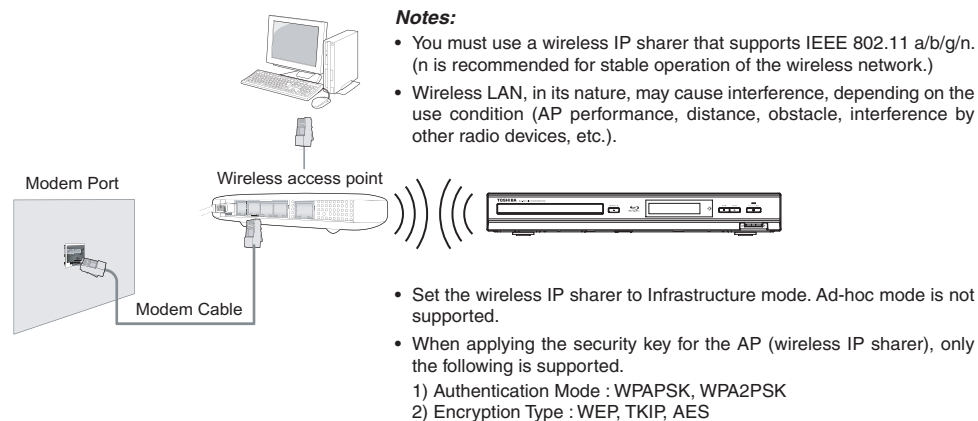 Notes:
• You must use a wireless IP sharer that supports IEEE 802.11 a/b/g/n.
(n is recommended for stable operation of the wireless network.)
• Wireless LAN, in its nature, may cause interference, depending on the
use condition (AP performance, distance, obstacle, interference by
other radio devices, etc.).
Modem Port
Wireless access point
TOSHIBA
Modem Cable
• Set the wireless IP sharer to Infrastructure mode. Ad-hoc mode is not
supported.
• When applying the security key for the AP (wireless IP sharer), only
the following is supported.
1) Authentication Mode : WPAPSK, WPA2PSK
2) Encryption Type : WEP, TKIP, AES